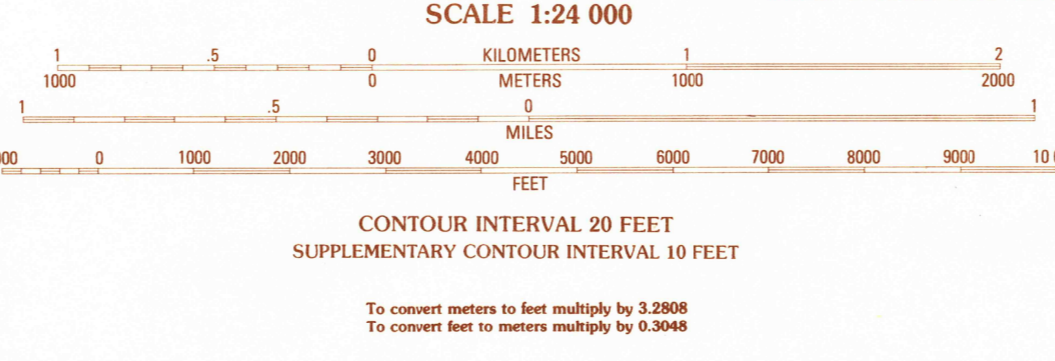 SCALE 1:24 000
1 .5 0 KILOMETERS 1 2
1000 0 METERS 1000 2000
1 .5 0 1
MILES
000 0 1000 2000 3000 4000 5000 6000 7000 8000 9000 10 0
FEET
CONTOUR INTERVAL 20 FEET
SUPPLEMENTARY CONTOUR INTERVAL 10 FEET
To convert meters to feet multiply by 3.2808
To convert feet to meters multiply by 0.3048